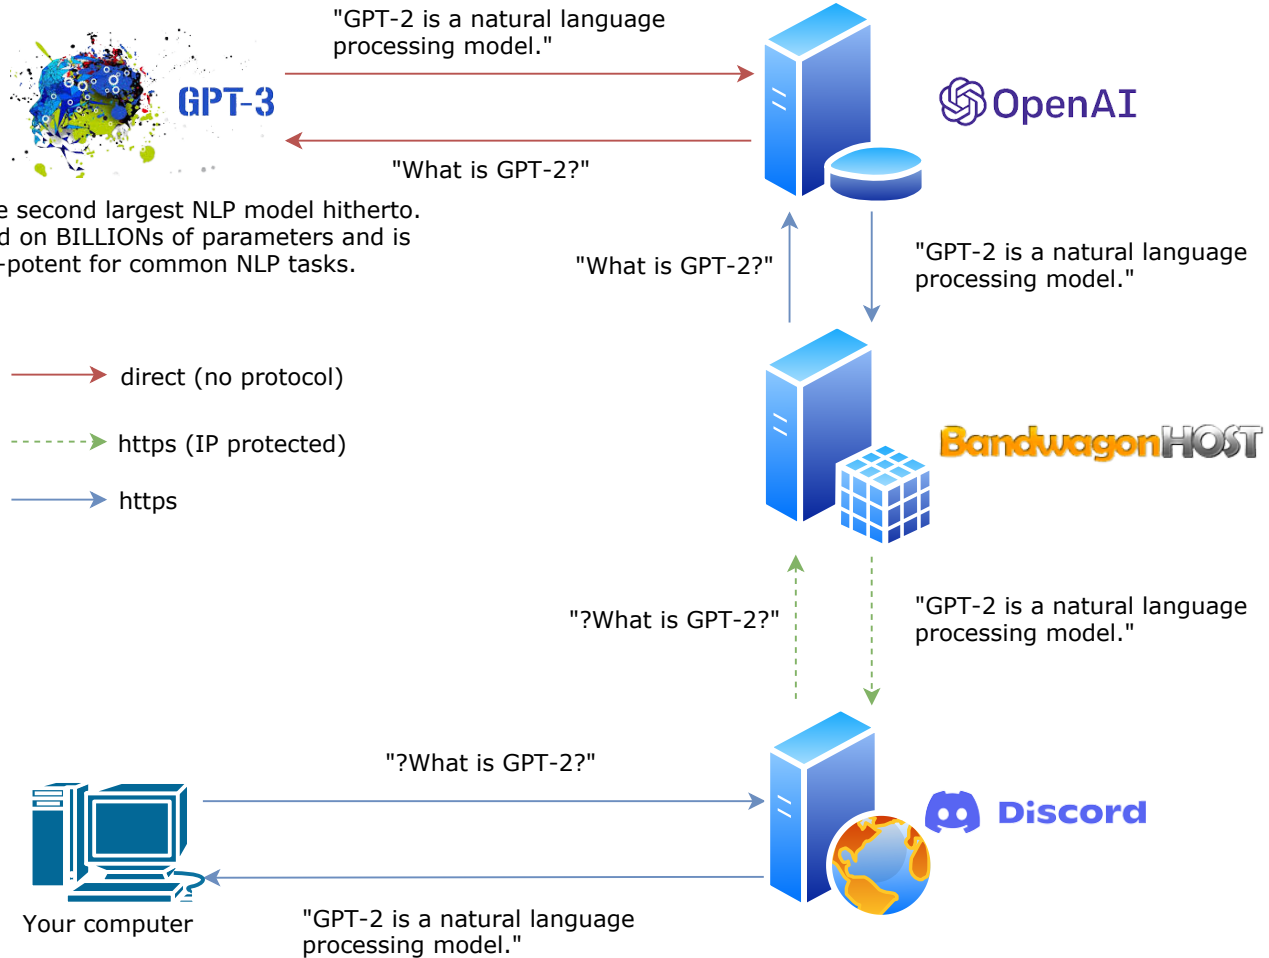 "GPT-2 is a natural language
processing model."
GPT-3
OpenAI
"What is GPT-2?"
second largest NLP model hitherto.
on BILLIONs of parameters and is
-potent for common NLP tasks.
"What is GPT-2?"
"GPT-2 is a natural language
processing model."
direct (no protocol)
https (IP protected)
https
BandwagonHOST
"?What is GPT-2?"
"GPT-2 is a natural language
processing model."
"?What is GPT-2?"
Discord
Your computer
"GPT-2 is a natural language
processing model."